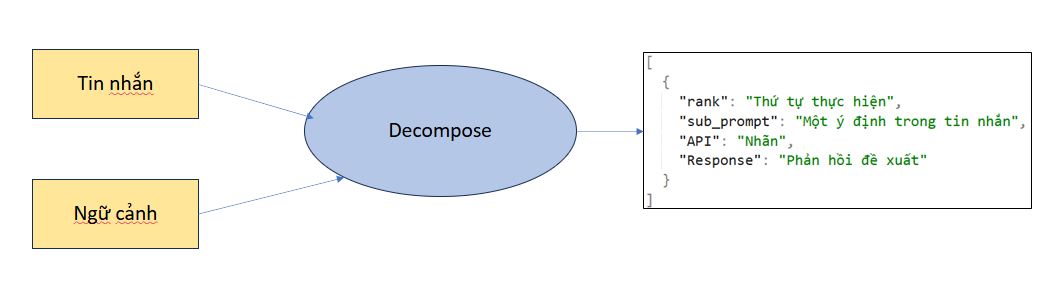 Tin nhắn
Ngữ cảnh
Decompose
[
{
"rank": "Thứ tự thực hiện",
"sub_prompt": "Một ý định trong tin nhắn",
"API": "Nhãn",
"Response": "Phản hồi đề xuất"
}
]